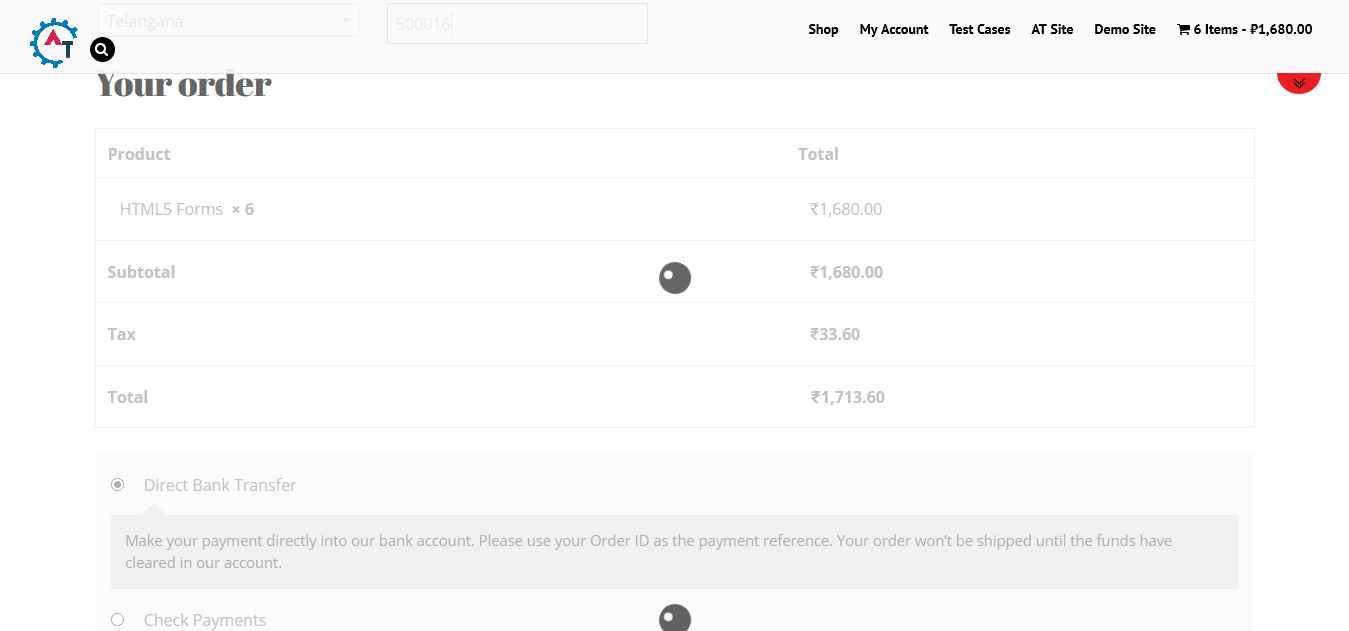 Telangana 500016
AT Shop My Account Test Cases AT Site Demo Site 6 Items - ₽1,680.00
Your order
Product Total
HTML5 Forms × 6 ₹1,680.00
Subtotal ₹1,680.00
Tax ₹33.60
Total ₹1,713.60
Direct Bank Transfer
Make your payment directly into our bank account. Please use your Order ID as the payment reference. Your order won’t be shipped until the funds have
cleared in our account.
Check Payments